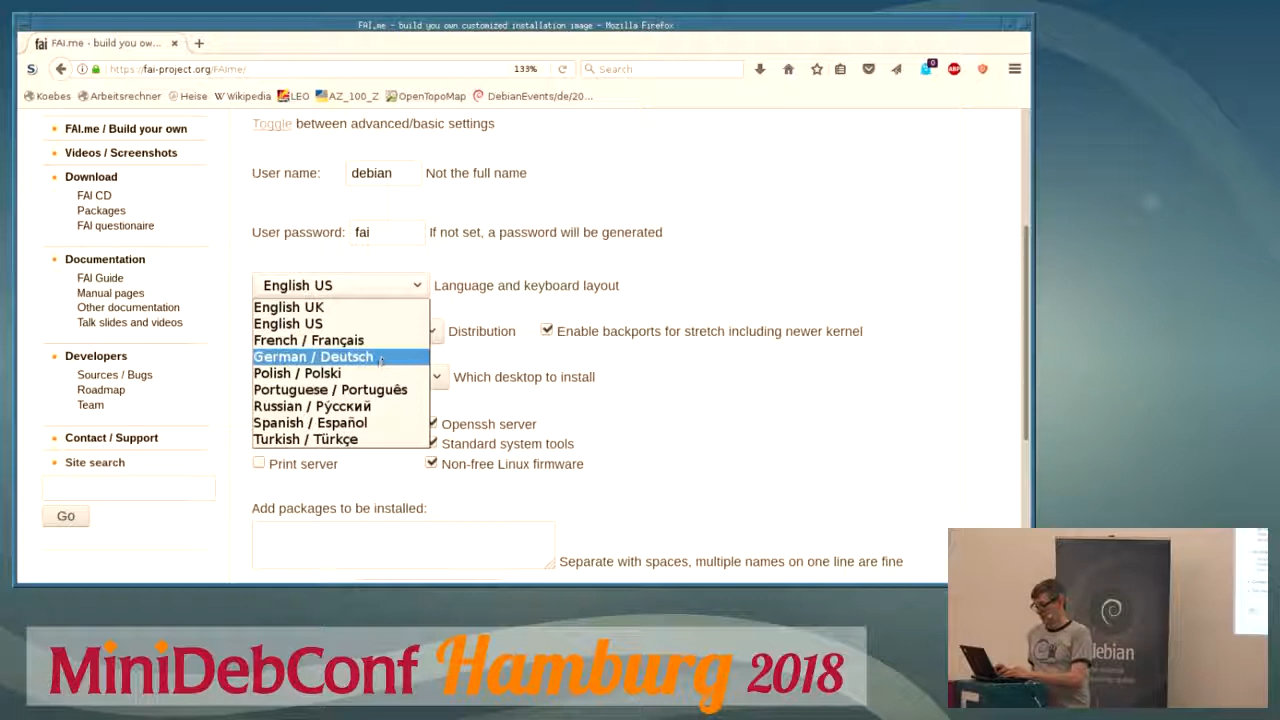 FAI.me - build you own customized installation image - Mozilla Firefox
fai FAI.me - build you ow...
https://fai-project.org/FAIme/
133%
Search
0
ABP
Koebes Arbeitsrechner Heise W Wikipedia LEO AZ_100_Z OpenTopoMap DebianEvents/de/20...
FAI.me / Build your own
Videos / Screenshots
Download
FAI CD
Packages
FAI questionaire
Documentation
FAI Guide
Manual pages
Other documentation
Talk slides and videos
Developers
Sources / Bugs
Roadmap
Team
Contact / Support
Site search
Go
Toggle between advanced/basic settings
User name: debian Not the full name
User password: fai If not set, a password will be generated
English US Language and keyboard layout
English UK
English US
French / Français
German / Deutsch
Polish / Polski
Portuguese / Português
Russian / Ру́сский
Spanish / Español
Turkish / Türkçe
Distribution Enable backports for stretch including newer kernel
Which desktop to install
Openssh server
Standard system tools
Print server Non-free Linux firmware
Add packages to be installed:
Separate with spaces, multiple names on one line are fine
debian
MiniDebConf Hamburg 2018